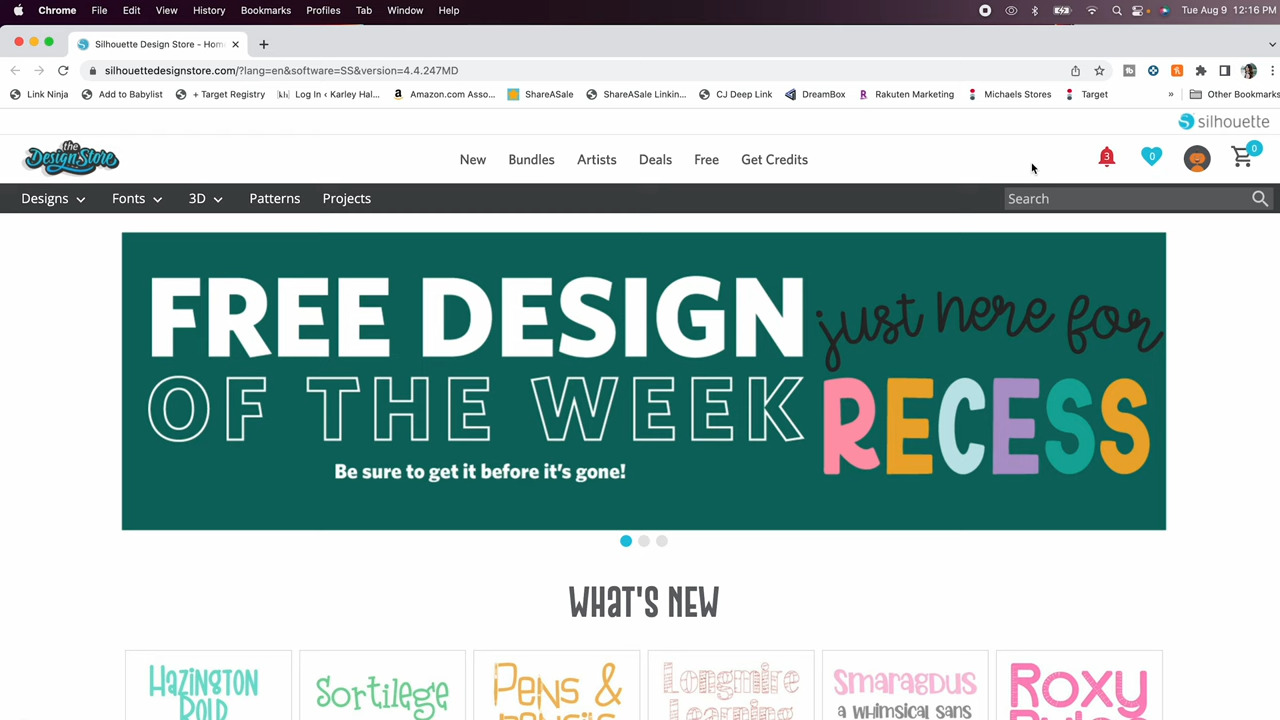 Chrome File Edit View History Bookmarks Profiles Tab Window Help Tue Aug 9 12:16 PM
Silhouette Design Store - Hom
silhouettedesignstore.com/?lang=en&software=SS&version=4.4.247MD
Link Ninja Add to Babylist + Target Registry Log In ‹ Karley Hal... Amazon.com Asso... ShareASale ShareASale Linkin... CJ Deep Link DreamBox Rakuten Marketing Michaels Stores Target » Other Bookmarks
silhouette
the Design Store New Bundles Artists Deals Free Get Credits 3 0 0
Designs Fonts 3D Patterns Projects Search
FREE DESIGN
OF THE WEEK
Be sure to get it before it's gone!
just here for
RECESS
WHAT'S NEW
HAZINGTON
BOLD
Sortilege
Pens &
pencils
Longmire
Learning
Smaragdus
a whimsical sans
Roxy